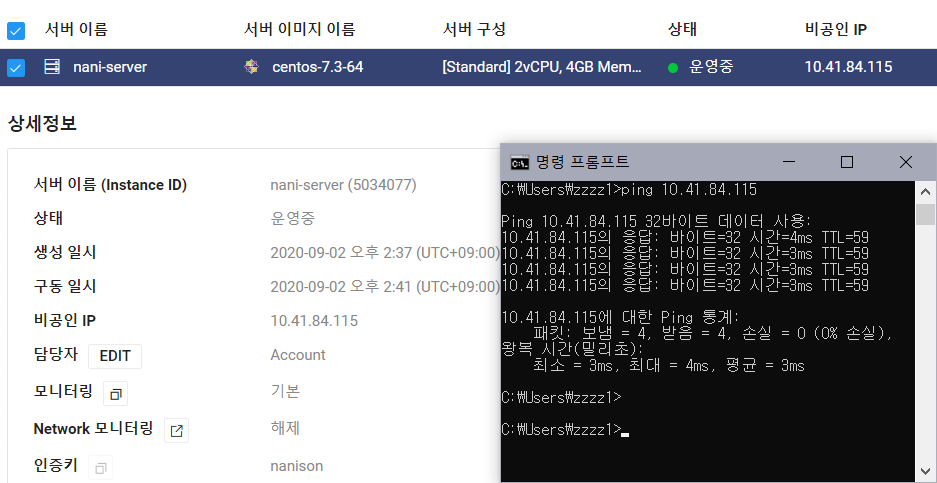 서버 이름 서버 이미지 이름 서버 구성 상태 비공인 IP
nani-server centos-7.3-64 [Standard] 2vCPU, 4GB Mem... 운영중 10.41.84.115
상세정보
서버 이름 (Instance ID) nani-server (5034077)
상태 운영중
생성 일시 2020-09-02 오후 2:37 (UTC+09:00)
구동 일시 2020-09-02 오후 2:41 (UTC+09:00)
비공인 IP 10.41.84.115
담당자 EDIT Account
모니터링 기본
Network 모니터링 해제
인증키 nanison
명령 프롬프트
C:\Users\zzzz1>ping 10.41.84.115
Ping 10.41.84.115 32바이트 데이터 사용:
10.41.84.115의 응답: 바이트=32 시간=4ms TTL=59
10.41.84.115의 응답: 바이트=32 시간=3ms TTL=59
10.41.84.115의 응답: 바이트=32 시간=3ms TTL=59
10.41.84.115의 응답: 바이트=32 시간=3ms TTL=59
10.41.84.115에 대한 Ping 통계:
패킷: 보냄 = 4, 받음 = 4, 손실 = 0 (0% 손실),
왕복 시간(밀리초):
최소 = 3ms, 최대 = 4ms, 평균 = 3ms
C:\Users\zzzz1>
C:\Users\zzzz1>